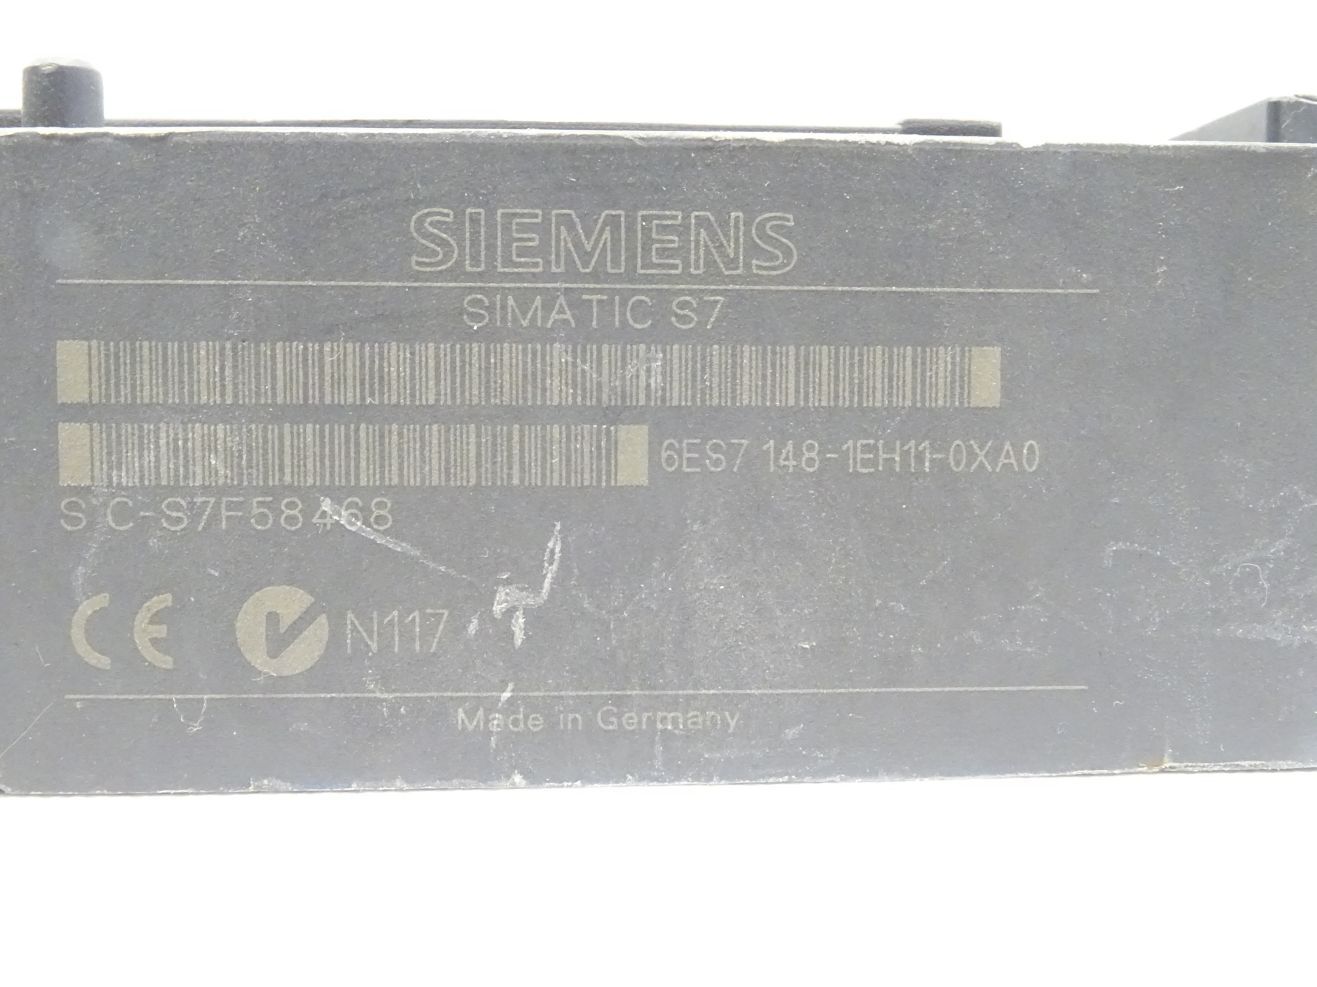 SIEMENS
SIMATIC S7
6ES7 148-1EH11-0XA0
S C-S7F58468
CE N117
Made in Germany